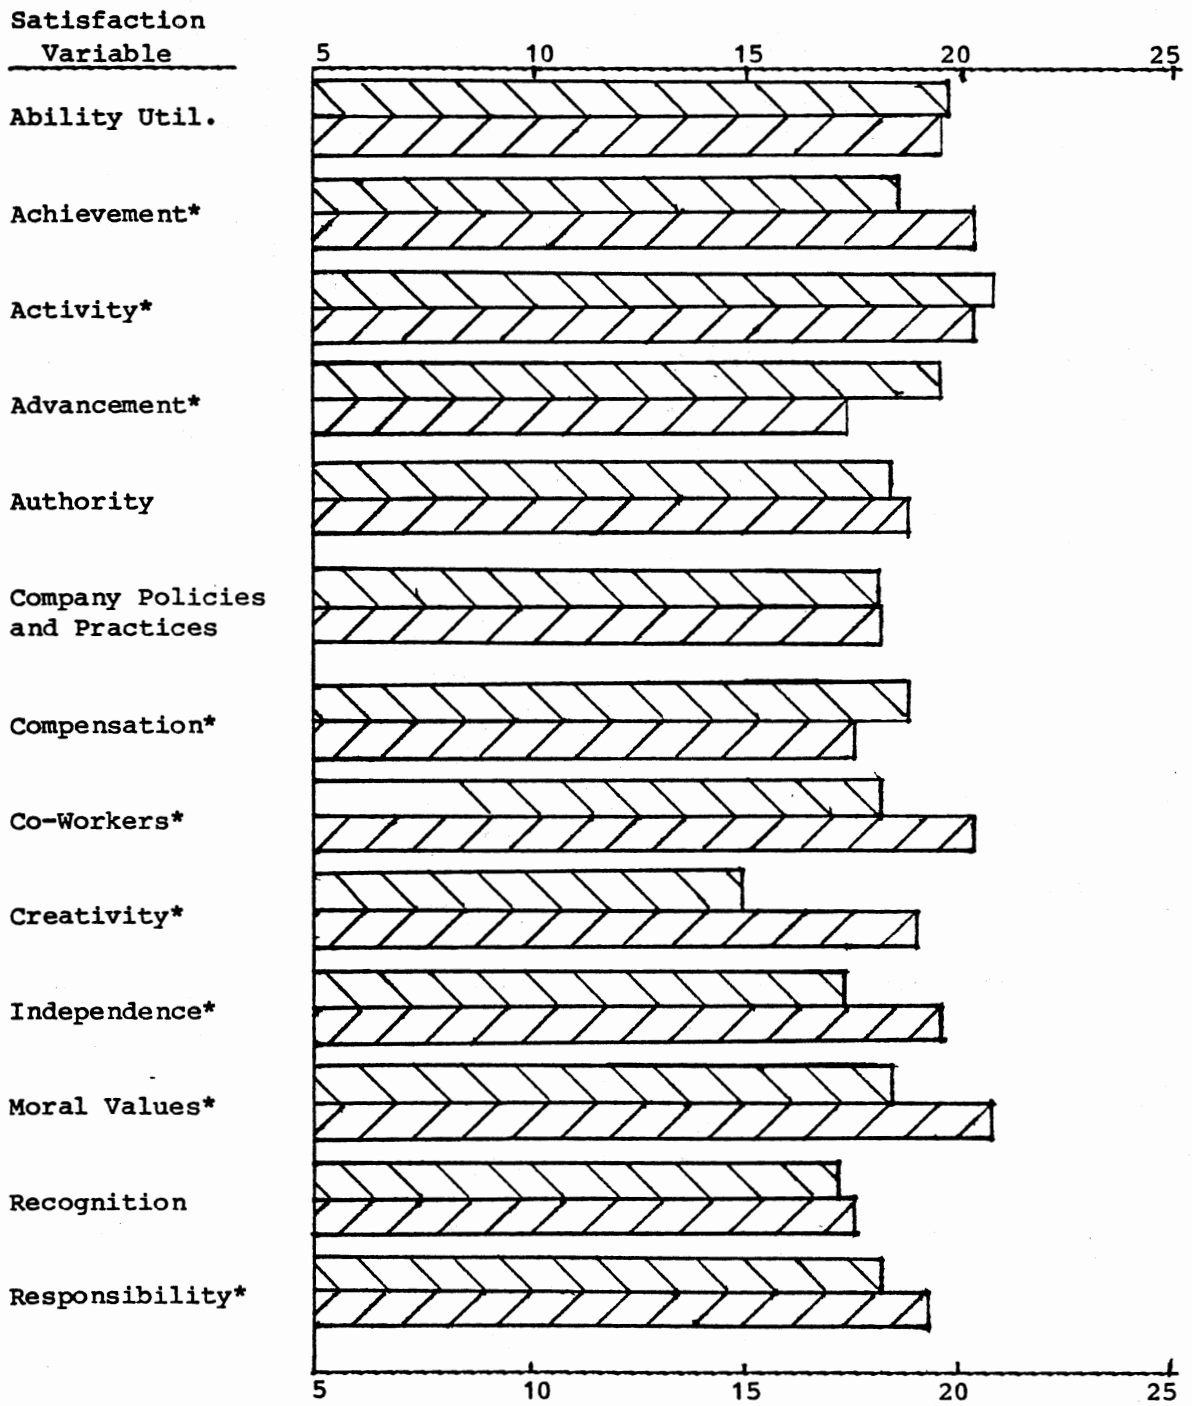 Satisfaction
Variable
5 10 15 20 25
Ability Util.
Achievement*
Activity*
Advancement*
Authority
Company Policies
and Practices
Compensation*
Co-Workers*
Creativity*
Independence*
Moral Values*
Recognition
Responsibility*
5 10 15 20 25